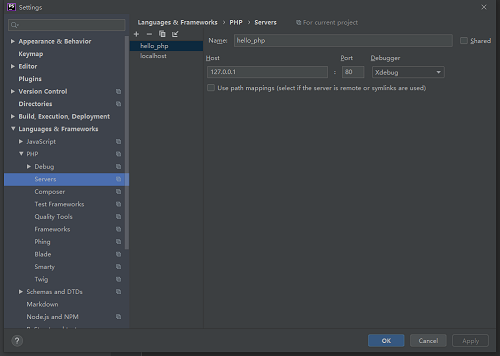 PS Settings
Languages & Frameworks › PHP › Servers For current project
Appearance & Behavior
Keymap
Editor
Plugins
Version Control
Directories
Build, Execution, Deployment
Languages & Frameworks
JavaScript
PHP
Debug
Servers
Composer
Test Frameworks
Quality Tools
Frameworks
Phing
Blade
Smarty
Twig
Schemas and DTDs
Markdown
Node.js and NPM
hello_php
localhost
Name: hello_php Shared
Host Port Debugger
127.0.0.1 : 80 Xdebug
Use path mappings (select if the server is remote or symlinks are used)
? OK Cancel Apply